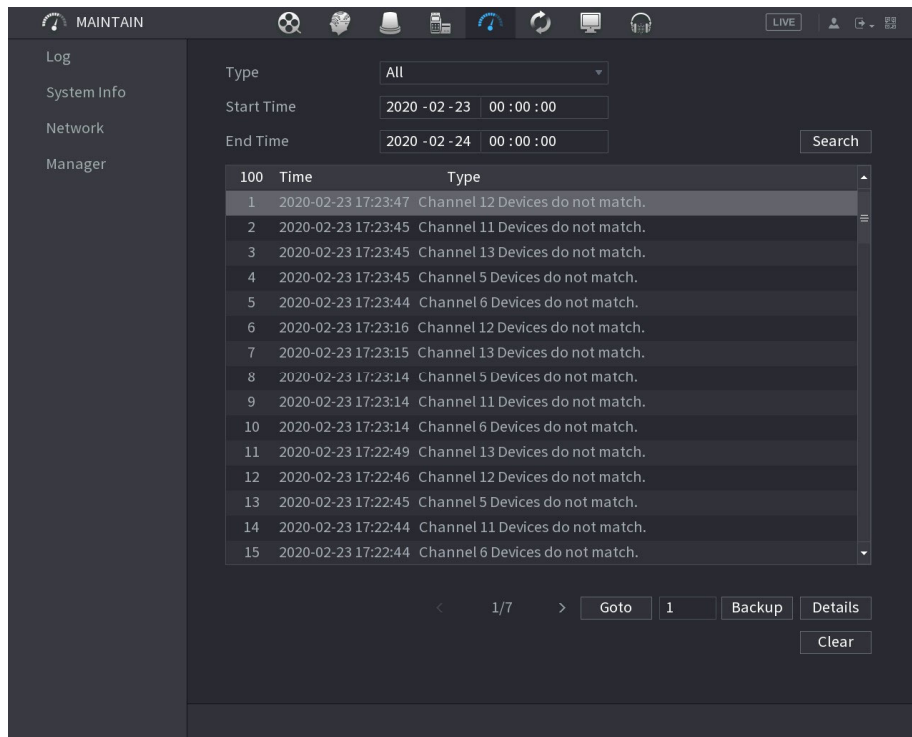 MAINTAIN
LIVE
Log
System Info
Network
Manager
Type All
Start Time 2020 -02 -23 00 :00 :00
End Time 2020 -02 -24 00 :00 :00
Search
100 Time Type
1 2020-02-23 17:23:47 Channel 12 Devices do not match.
2 2020-02-23 17:23:45 Channel 11 Devices do not match.
3 2020-02-23 17:23:45 Channel 13 Devices do not match.
4 2020-02-23 17:23:45 Channel 5 Devices do not match.
5 2020-02-23 17:23:44 Channel 6 Devices do not match.
6 2020-02-23 17:23:16 Channel 12 Devices do not match.
7 2020-02-23 17:23:15 Channel 13 Devices do not match.
8 2020-02-23 17:23:14 Channel 5 Devices do not match.
9 2020-02-23 17:23:14 Channel 11 Devices do not match.
10 2020-02-23 17:23:14 Channel 6 Devices do not match.
11 2020-02-23 17:22:49 Channel 13 Devices do not match.
12 2020-02-23 17:22:46 Channel 12 Devices do not match.
13 2020-02-23 17:22:45 Channel 5 Devices do not match.
14 2020-02-23 17:22:44 Channel 11 Devices do not match.
15 2020-02-23 17:22:44 Channel 6 Devices do not match.
< 1/7 > Goto 1 Backup Details
Clear